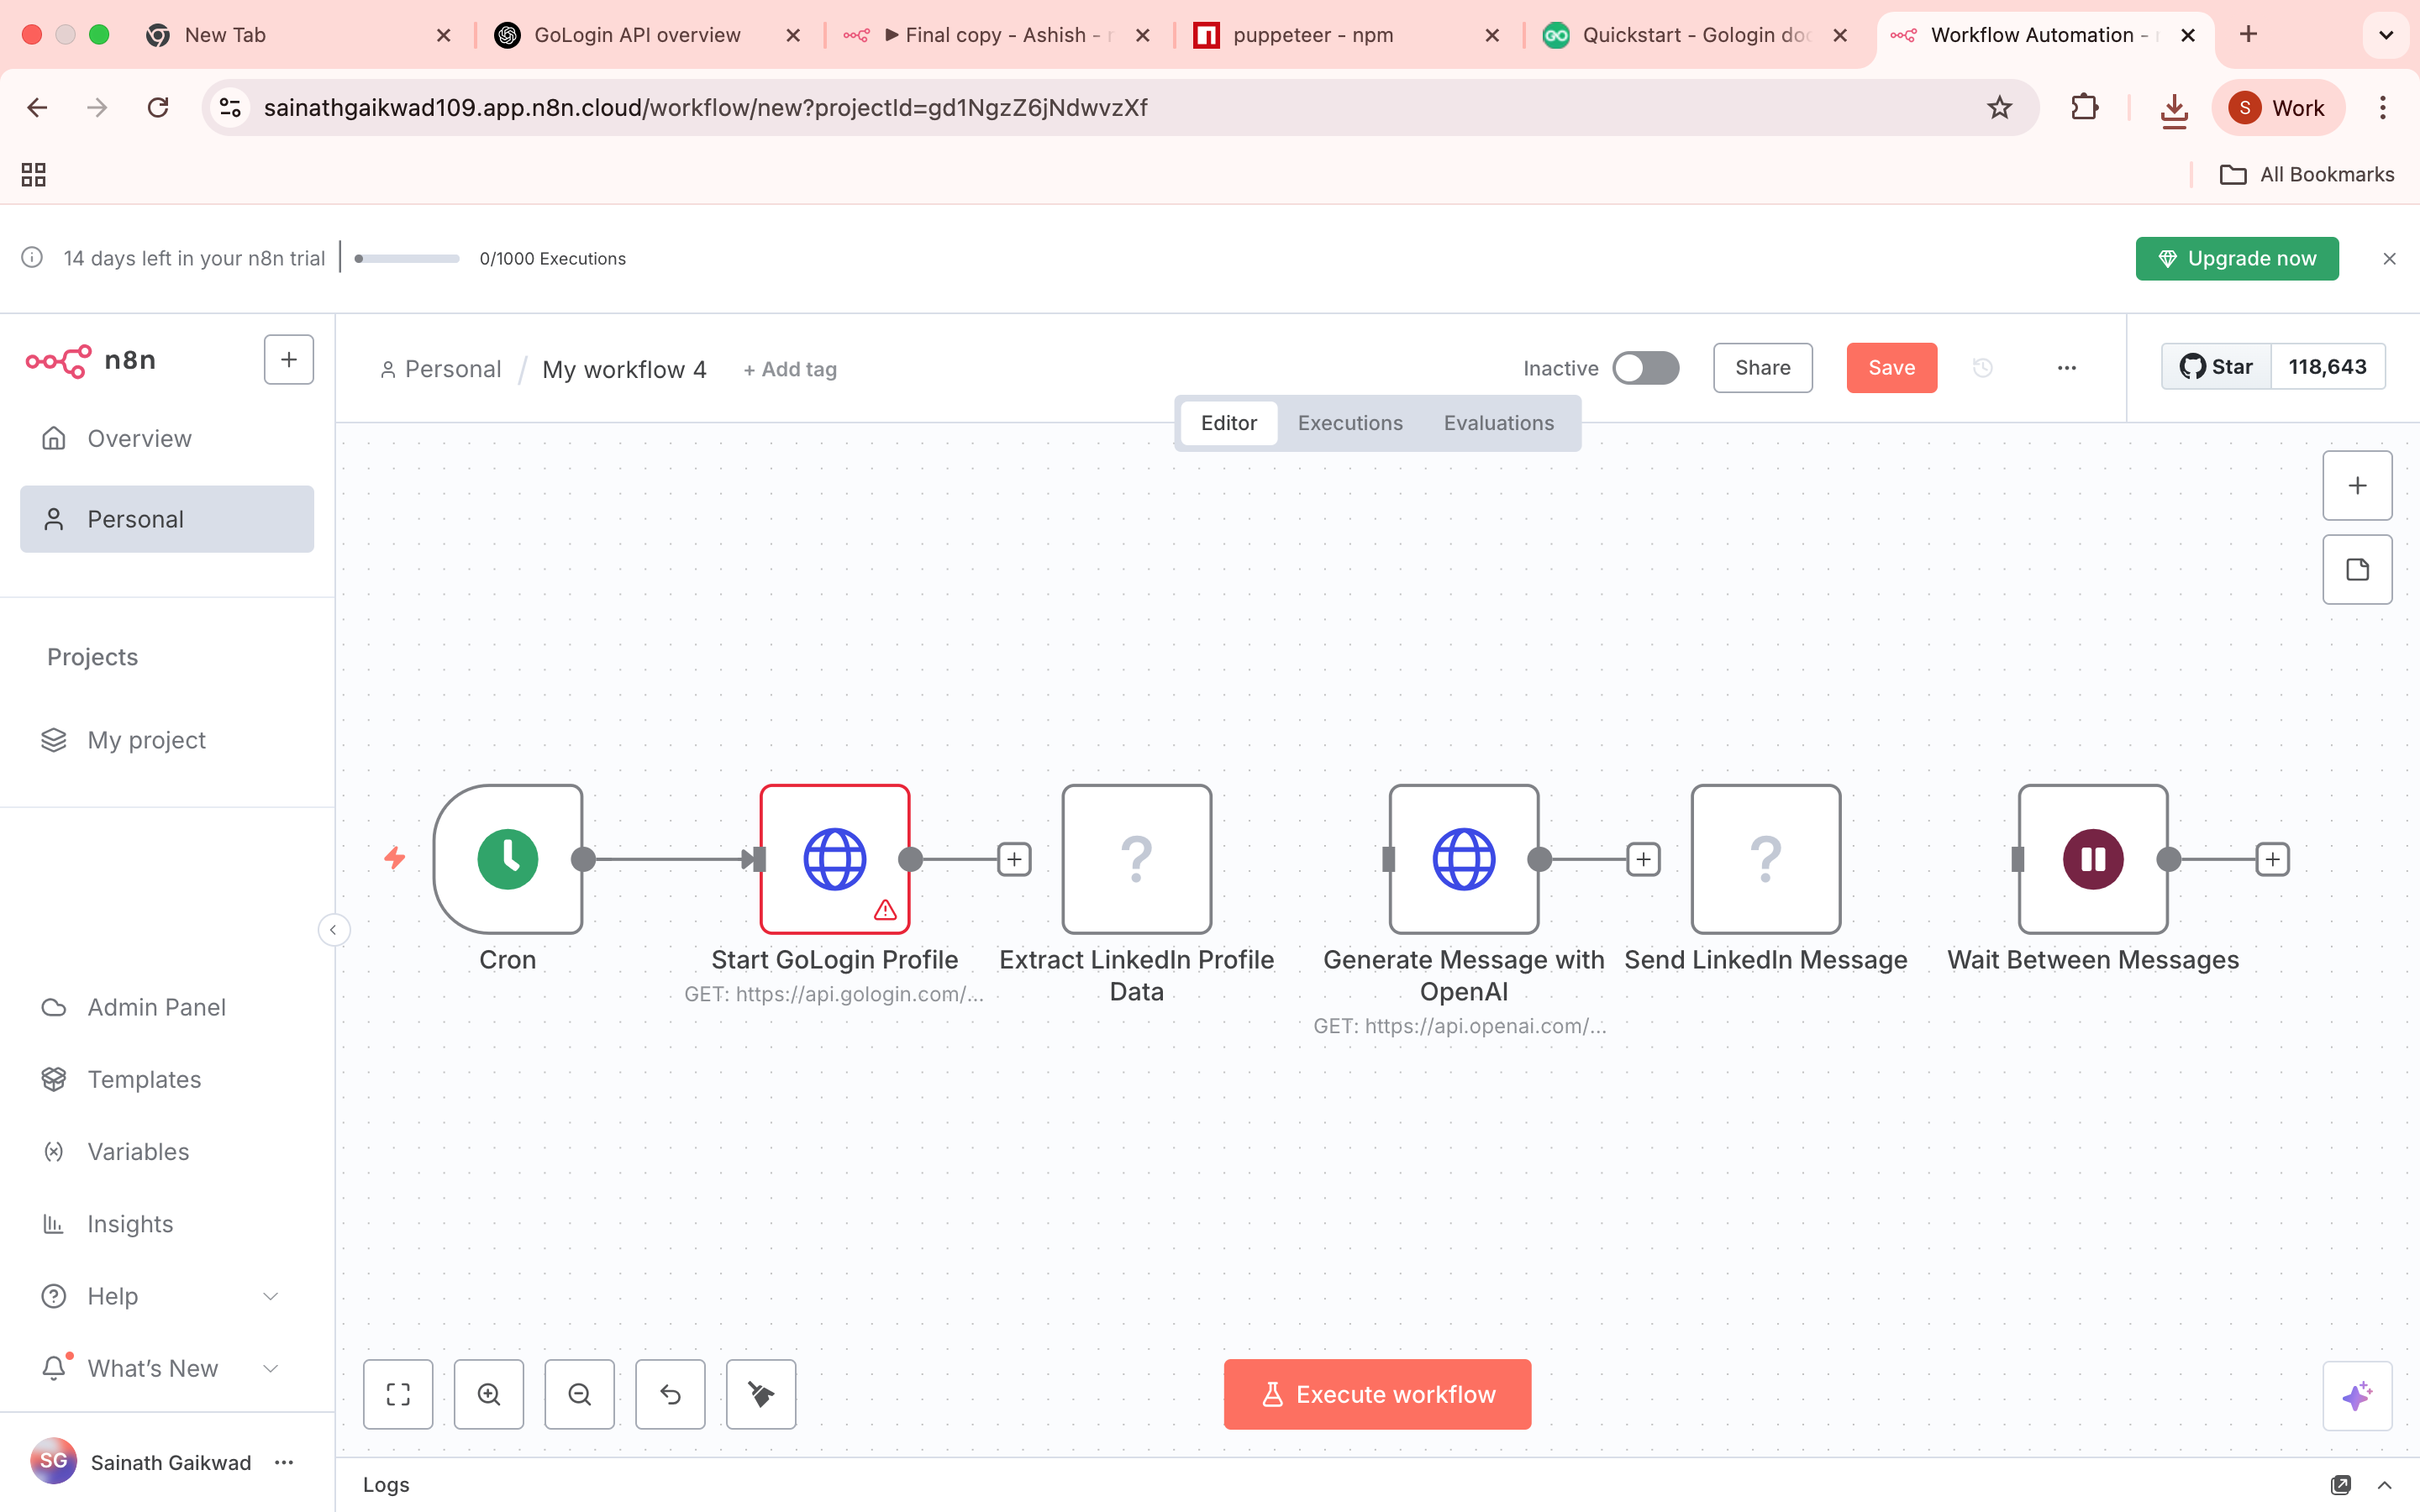 New Tab
GoLogin API overview
Final copy - Ashish -
puppeteer - npm
Quickstart - Gologin do
Workflow Automation -
sainathgaikwad109.app.n8n.cloud/workflow/new?projectId=gd1NgzZ6jNdwvzXf
S Work
All Bookmarks
14 days left in your n8n trial
0/1000 Executions
Upgrade now
n8n
Personal / My workflow 4 + Add tag
Inactive
Share
Save
Star 118,643
Editor Executions Evaluations
Overview
Personal
Projects
My project
Admin Panel
Templates
Variables
Insights
Help
What's New
SG Sainath Gaikwad
Cron
Start GoLogin Profile
GET: https://api.gologin.com/...
?
Extract LinkedIn Profile
Data
Generate Message with
OpenAI
GET: https://api.openai.com/...
?
Send LinkedIn Message
Wait Between Messages
Execute workflow
Logs